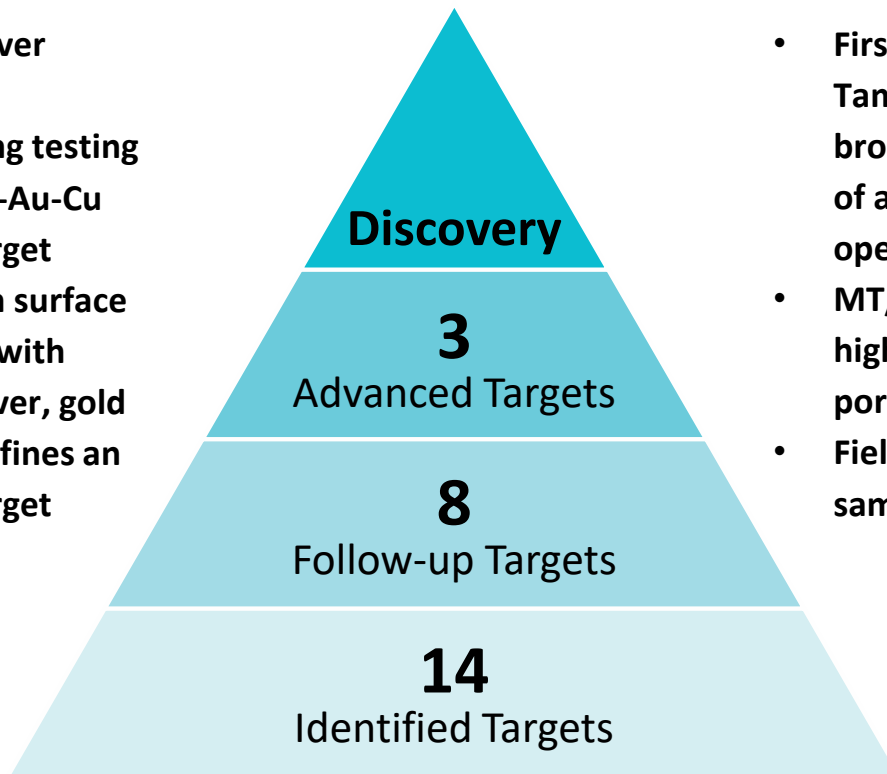 ver
ng testing
-Au-Cu
rget
n surface
with
ver, gold
fines an
rget
Discovery
3
Advanced Targets
8
Follow-up Targets
14
Identified Targets
• Firs
Tan
bro
of a
ope
• MT,
high
por
• Fiel
sam